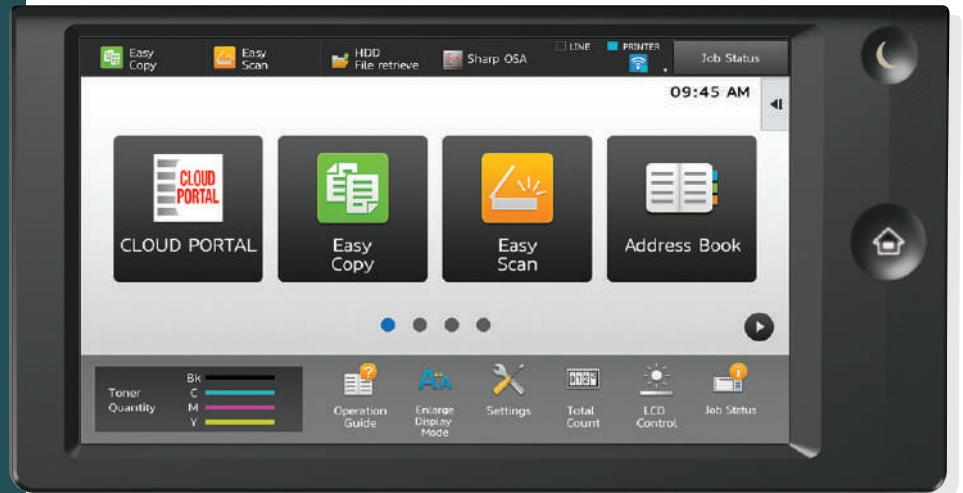 Easy
Copy
Easy
Scan
HDD
File retrieve
Sharp OSA
LINE
PRINTER
Job Status
09:45 AM
CLOUD
PORTAL
CLOUD PORTAL
Easy
Copy
Easy
Scan
Address Book
Toner
Quantity
Bk
C
M
Y
Operation
Guide
Enlarge
Display
Mode
Settings
Total
Count
LCD
Control
Job Status